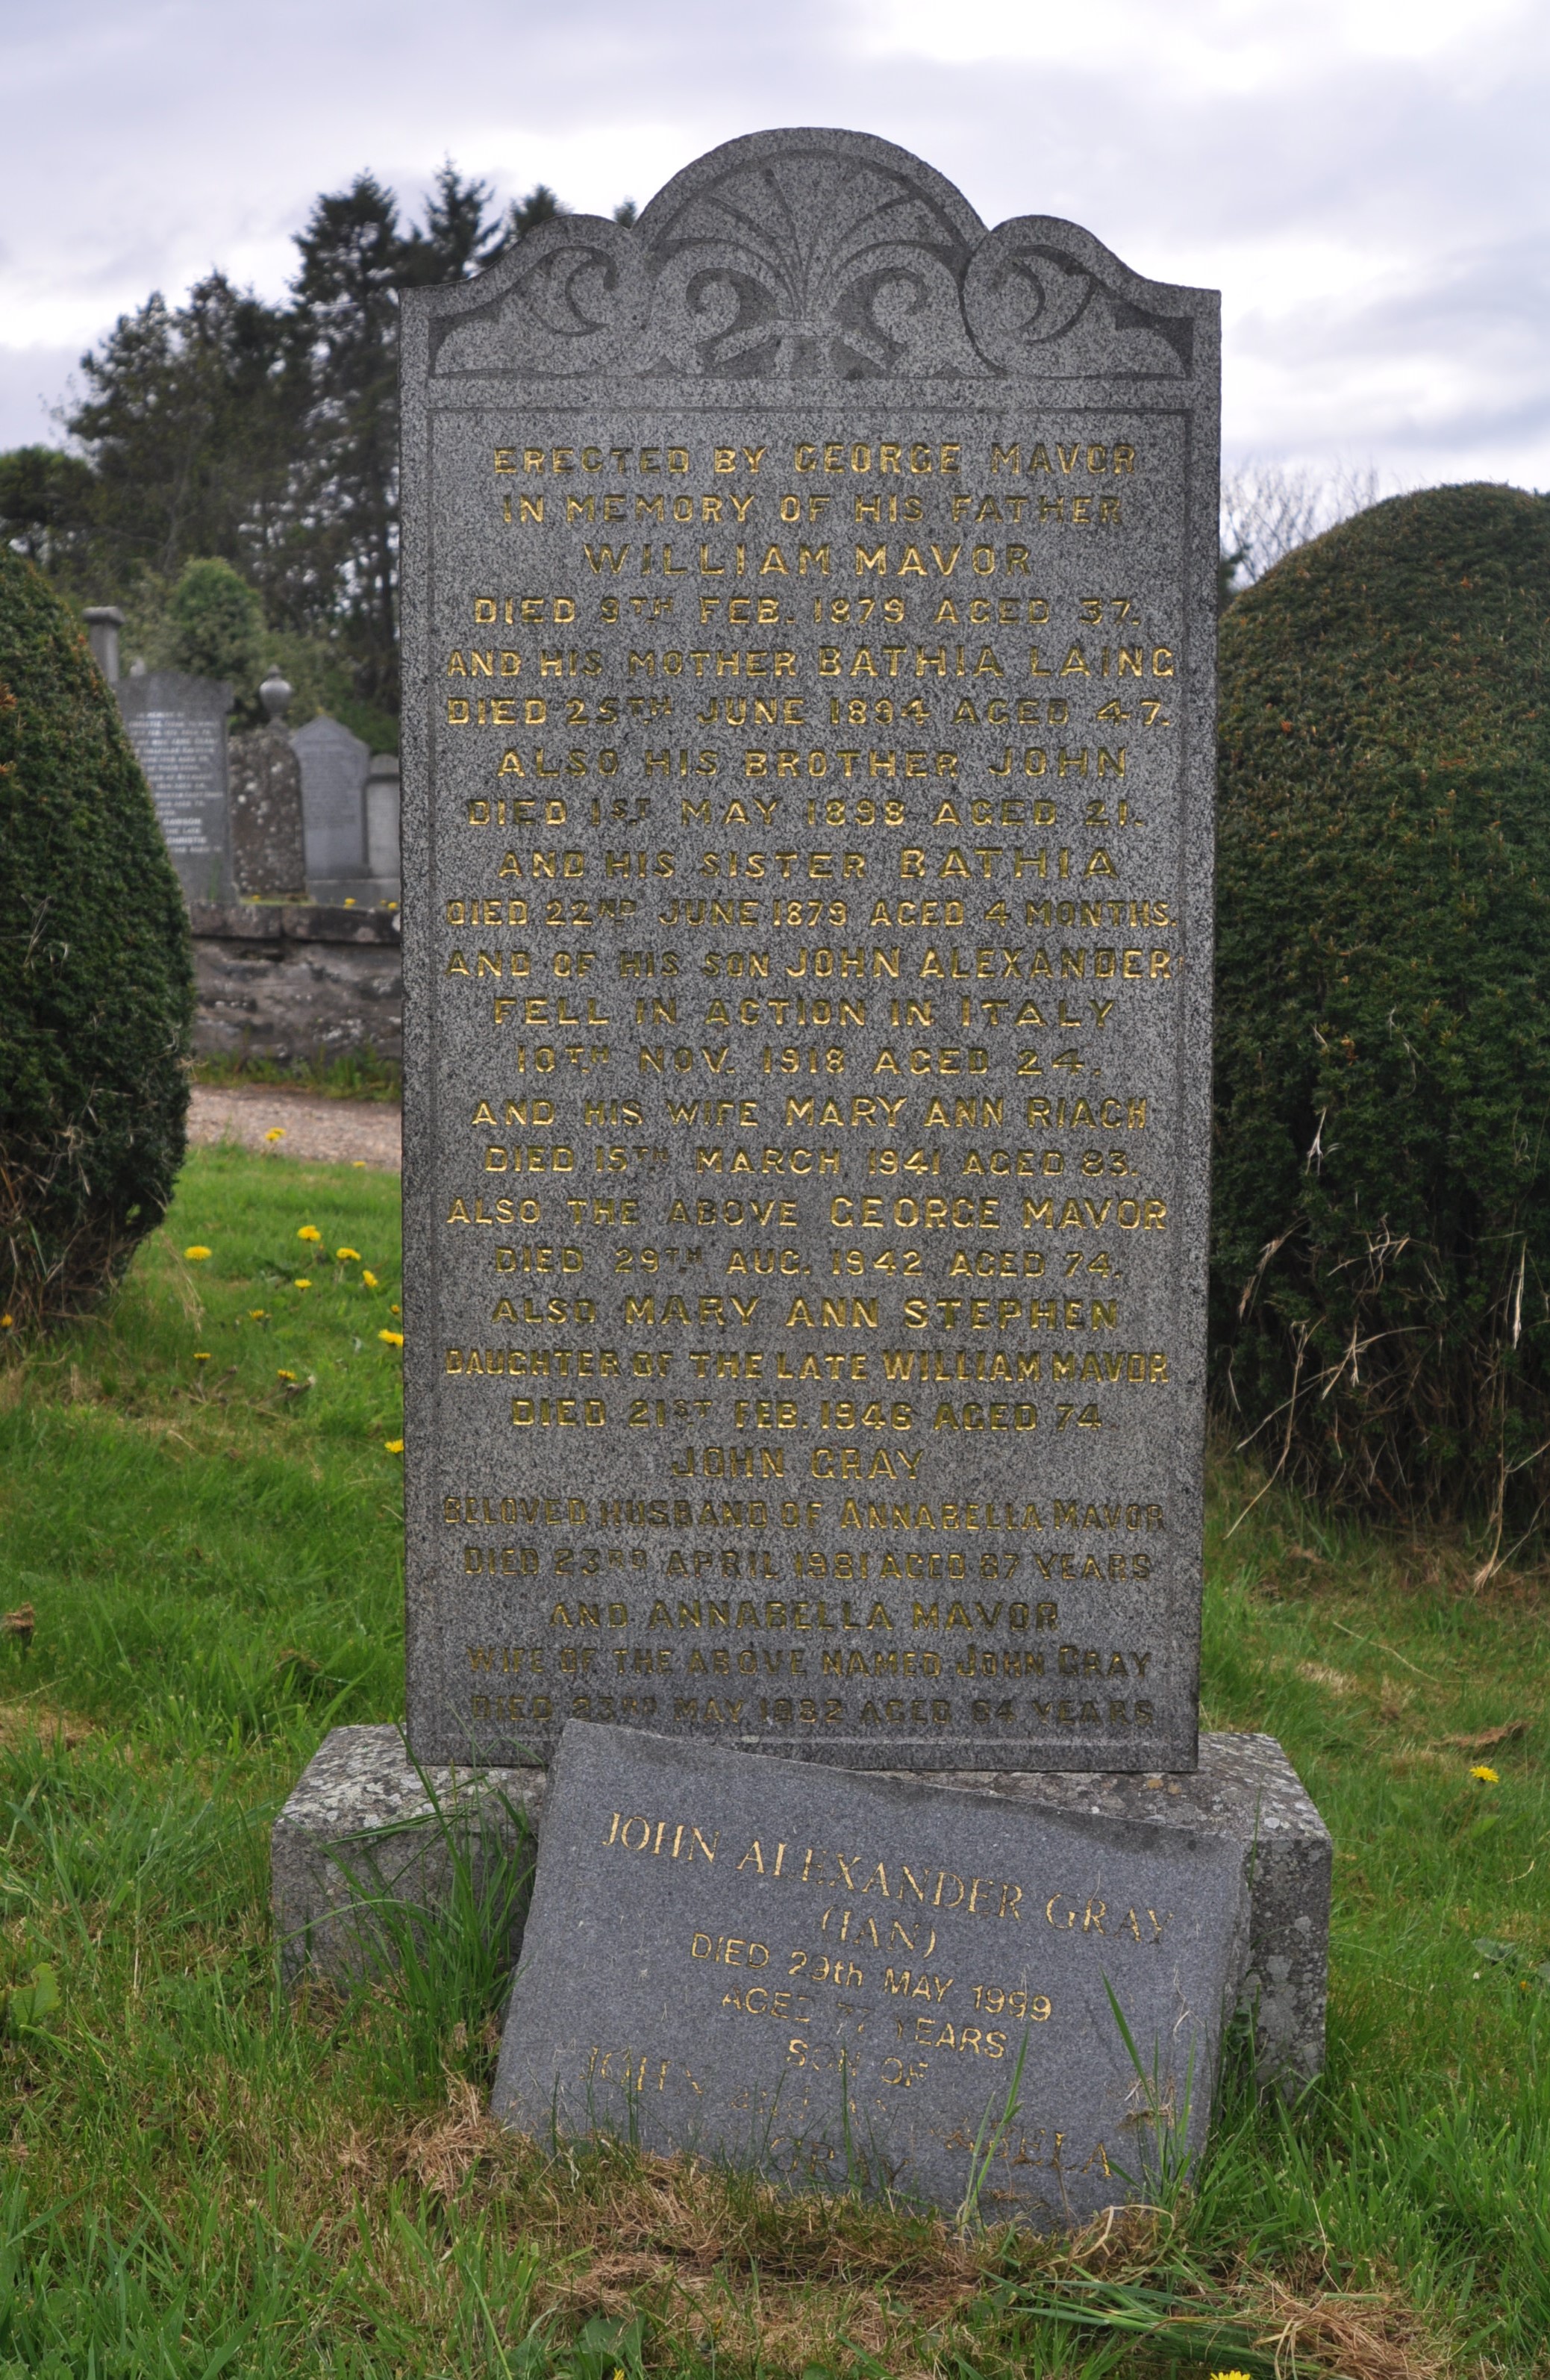 ERECTED BY GEORGE MAVOR
IN MEMORY OF HIS FATHER
WILLIAM MAVOR
DIED 9TH FEB. 1879 AGED 37.
AND HIS MOTHER BATHIA LAING
DIED 25TH JUNE 1894 AGED 47.
ALSO HIS BROTHER JOHN
DIED 1ST MAY 1898 AGED 21.
AND HIS SISTER BATHIA
DIED 22ND JUNE 1879 AGED 4 MONTHS.
AND OF HIS SON JOHN ALEXANDER
FELL IN ACTION IN ITALY
10TH NOV. 1918 AGED 24.
AND HIS WIFE MARY ANN RIACH
DIED 15TH MARCH, 1941 AGED 83.
ALSO THE ABOVE GEORGE MAVOR
DIED 29TH AUG. 1942 AGED 74.
ALSO MARY ANN STEPHEN
DAUGHTER OF THE LATE WILLIAM MAVOR
DIED 21ST FEB. 1946 AGED 74.
JOHN GRAY
BELOVED HUSBAND OF ANNABELLA MAVOR
DIED 23RD APRIL 1981 AGED 87 YEARS
AND ANNABELLA MAVOR
WIFE OF THE ABOVE NAMED JOHN GRAY
DIED 23RD MAY AGED YEARS
JOHN ALEXANDER GRAY
(IAN)
DIED 29th MAY 1999
AGED 77 YEARS
SON OF
JOHN and
GRAY